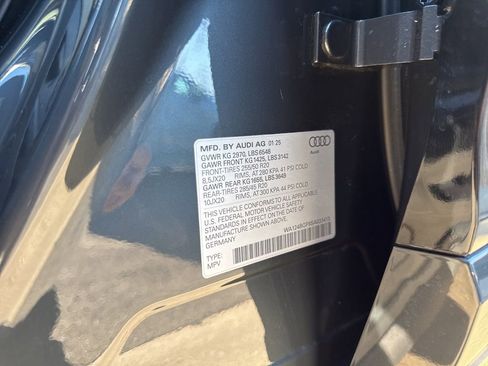 MFD. BY AUDI AG 01 25
GVWR KG 2970, LBS 6548
GAWR FRONT KG 1425, LBS 3142
FRONT-TIRES 255/50 R20
8.5JX20 RIMS, AT 280 KPA 41 PSI COLD
GAWR REAR KG 1655, LBS 3649
REAR-TIRES 285/45 R20
10JX20 RIMS, AT 300 KPA 44 PSI COLD
THIS VEHICLE CONFORMS TO ALL APPLICABLE
U.S. FEDERAL MOTOR VEHICLE SAFETY
STANDARDS IN EFFECT ON THE DATE OF
MANUFACTURE SHOWN ABOVE.
GERMANY
TYPE:
MPV